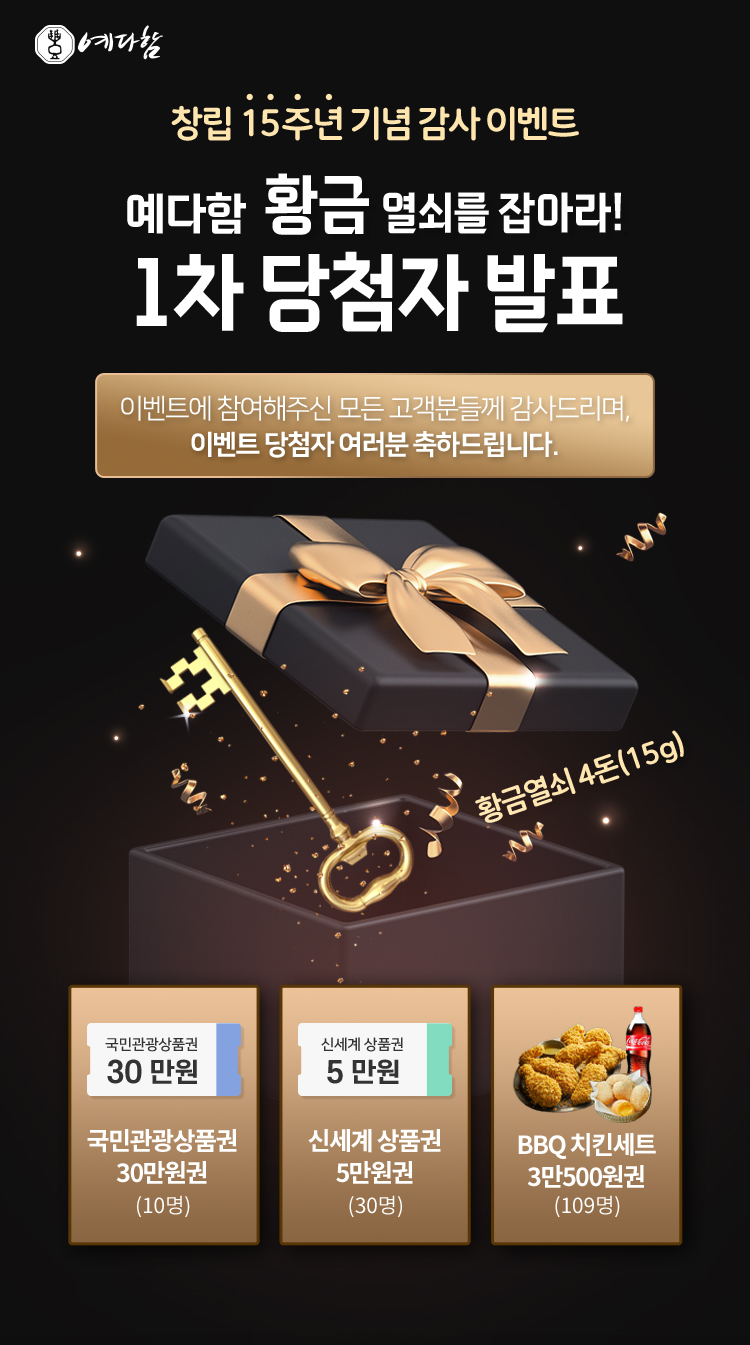 예다함
창립 15주년 기념 감사 이벤트
예다함 황금 열쇠를 잡아라!
1차 당첨자 발표
이벤트에 참여해주신 모든 고객분들께 감사드리며,
이벤트 당첨자 여러분 축하드립니다.
황금열쇠 4돈(15g)
국민관광상품권
30 만원
국민관광상품권
30만원권
(10명)
신세계 상품권
5 만원
신세계 상품권
5만원권
(30명)
Coca-Cola
BBQ 치킨세트
3만500원권
(109명)